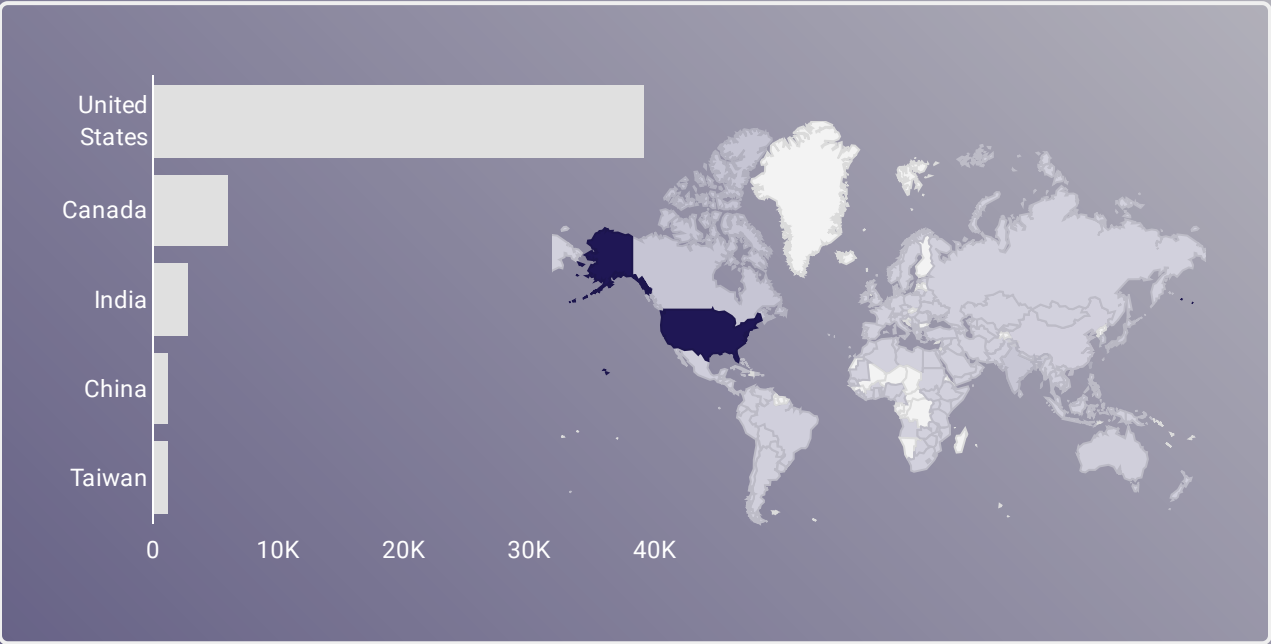 United
States
Canada
India
China
Taiwan
0 10K 20K 30K 40K